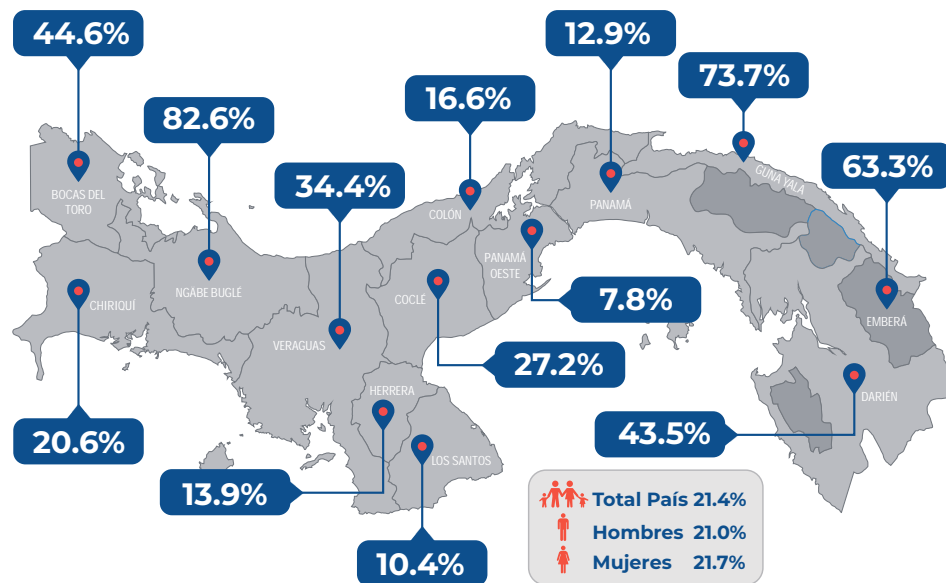 44.6%
12.9%
73.7%
16.6%
82.6%
63.3%
34.4%
BOCAS DEL
TORO
GUNA YALA
COLÓN
PANAMÁ
PANAMÁ
OESTE
NGÄBE BUGLÉ
CHIRIQUÍ
COCLÉ
7.8%
EMBERÁ
VERAGUAS
27.2%
HERRERA
DARIÉN
20.6%
43.5%
LOS SANTOS
13.9%
10.4%
Total País 21.4%
Hombres 21.0%
Mujeres 21.7%